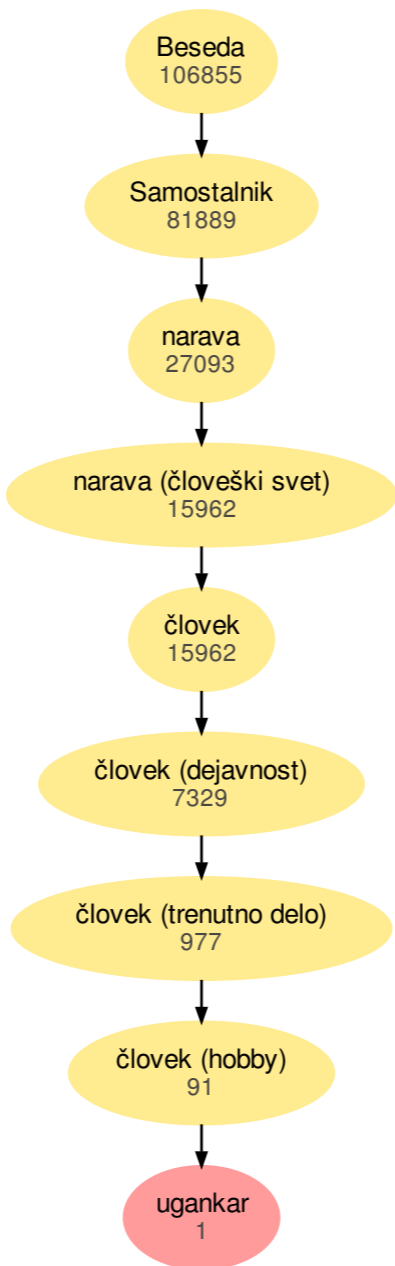 Beseda
106855
Samostalnik
81889
narava
27093
narava (človeški svet)
15962
človek
15962
človek (dejavnost)
7329
človek (trenutno delo)
977
človek (hobby)
91
ugankar
1